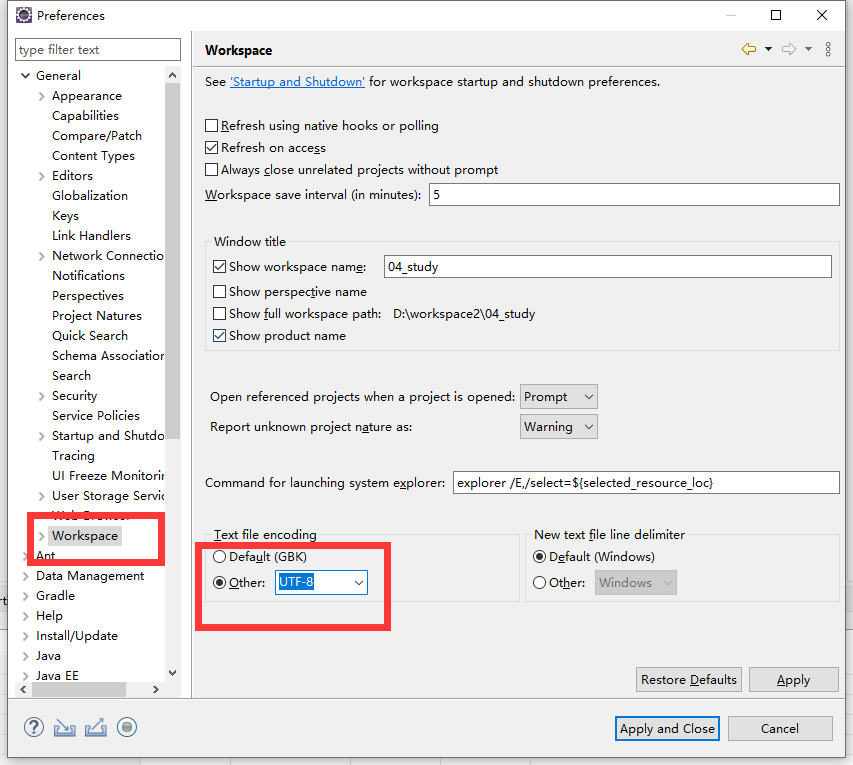 Preferences
type filter text
General
Appearance
Capabilities
Compare/Patch
Content Types
Editors
Globalization
Keys
Link Handlers
Network Connectio
Notifications
Perspectives
Project Natures
Quick Search
Schema Association
Search
Security
Service Policies
Startup and Shutdo
Tracing
UI Freeze Monitorin
User Storage Servic
Web Browser
Workspace
Ant
Data Management
Gradle
Help
Install/Update
Java
Java EE
Workspace
See 'Startup and Shutdown' for workspace startup and shutdown preferences.
Refresh using native hooks or polling
Refresh on access
Always close unrelated projects without prompt
Workspace save interval (in minutes): 5
Window title
Show workspace name: 04_study
Show perspective name
Show full workspace path: D:\workspace2\04_study
Show product name
Open referenced projects when a project is opened: Prompt
Report unknown project nature as: Warning
Command for launching system explorer: explorer /E,/select=${selected_resource_loc}
Text file encoding
Default (GBK)
Other: UTF-8
New text file line delimiter
Default (Windows)
Other: Windows
Restore Defaults
Apply
Apply and Close
Cancel